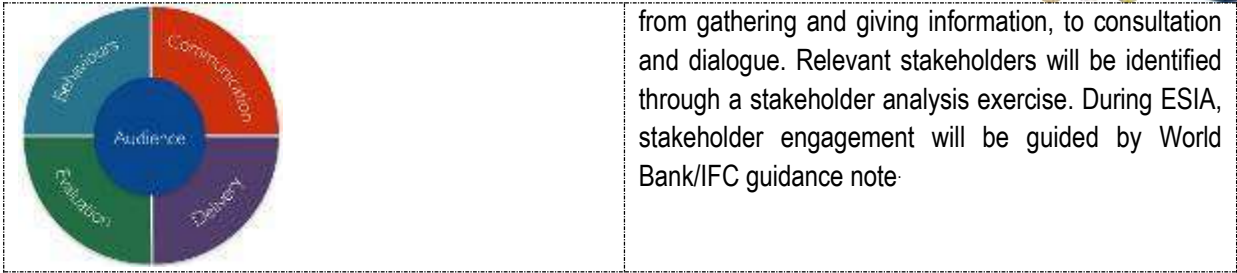 Behaviours
Communication
Audience
Evaluation
Delivery
from gathering and giving information, to consultation
and dialogue. Relevant stakeholders will be identified
through a stakeholder analysis exercise. During ESIA,
stakeholder engagement will be guided by World
Bank/IFC guidance note